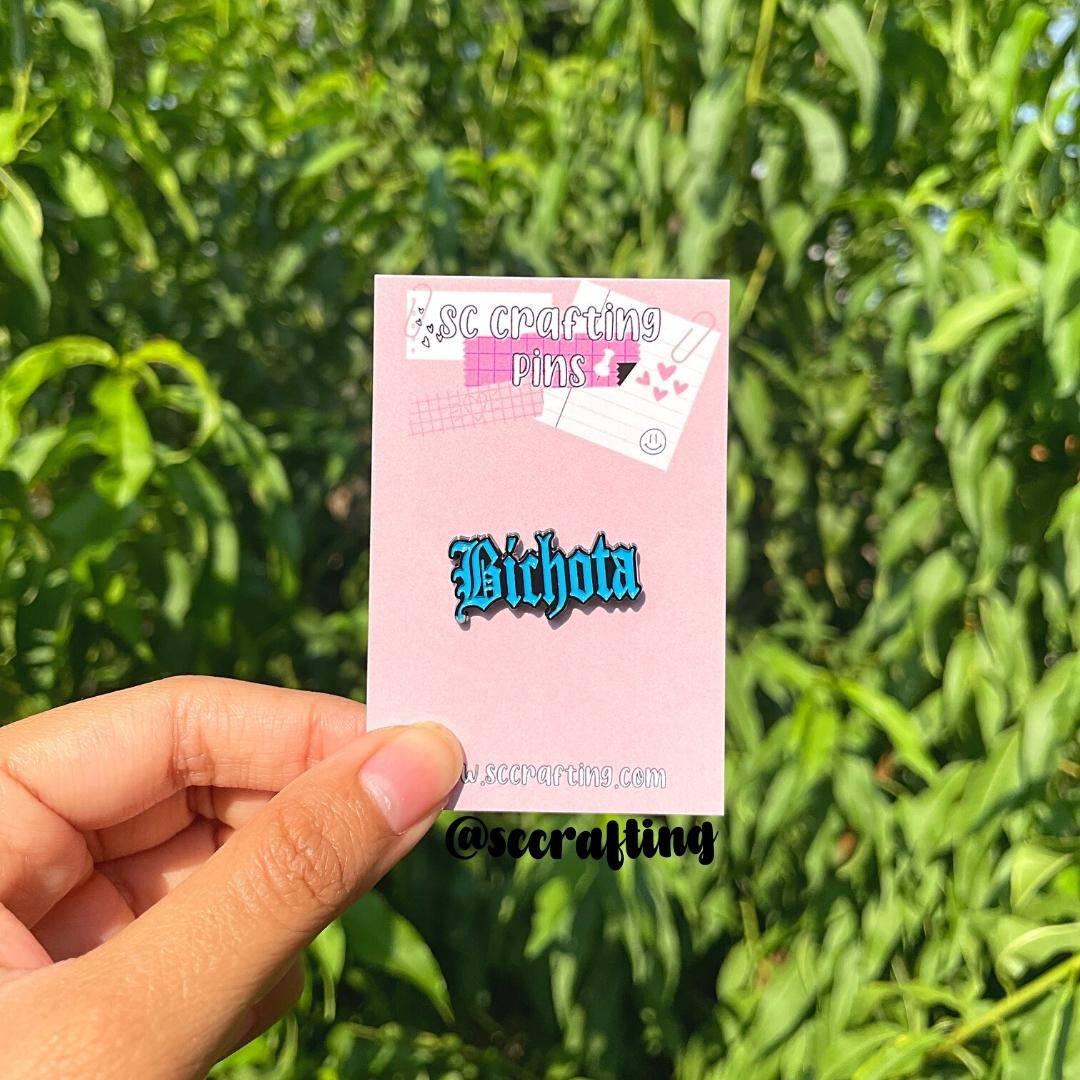 SC Crafting
Pins
Bichota
w.sccrafting.com
@sccrafting